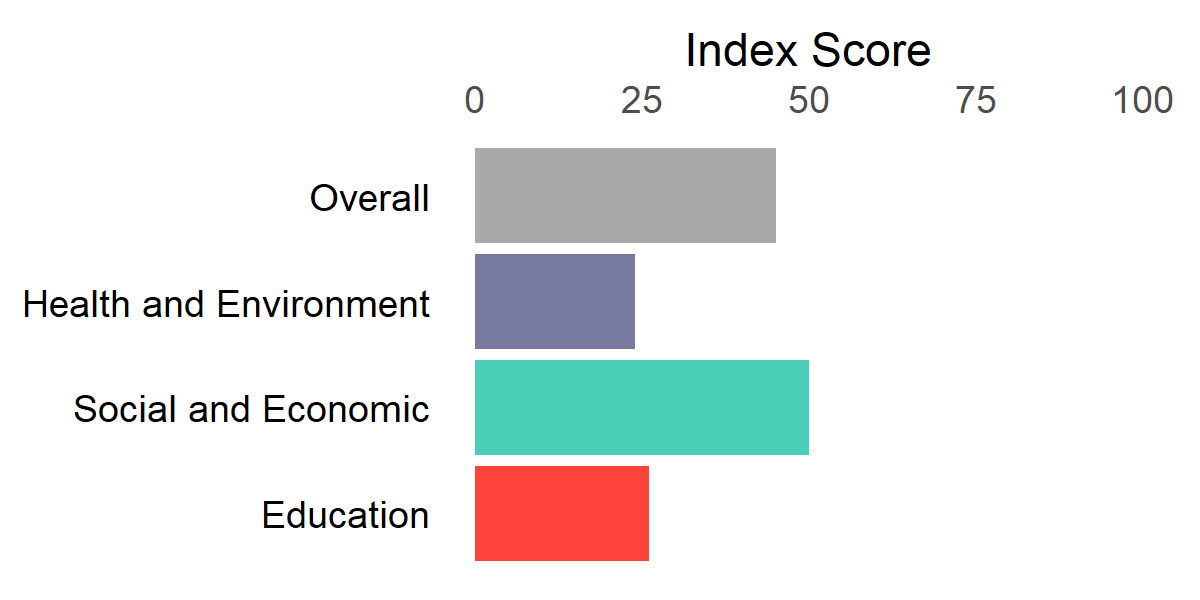 Index Score
0 25 50 75 100
Overall
Health and Environment
Social and Economic
Education